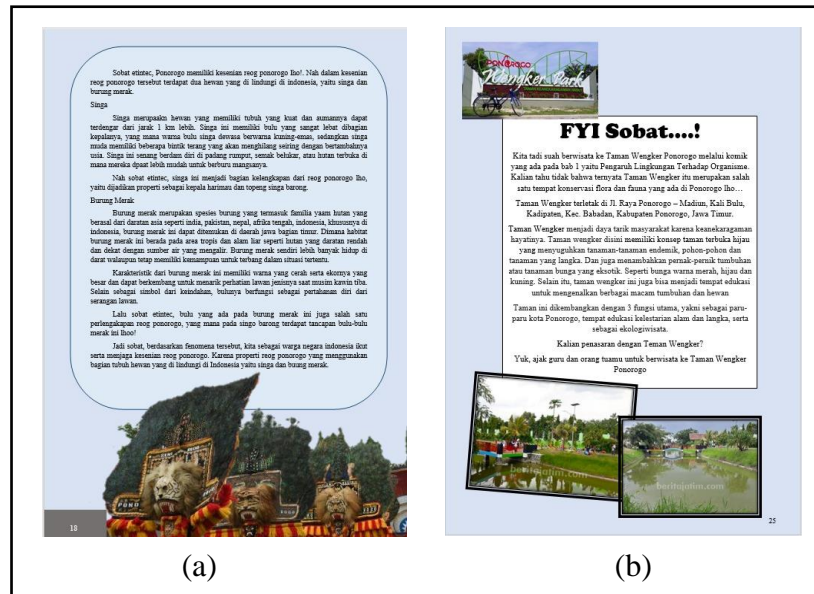 Sobat etintec, Ponorogo memiliki kesenian reog ponorogo lho!. Nah dalam kesenian
reog ponorogo tersebut terdapat dua hewan yang di lindungi di indonesia, yaitu singa dan
burung merak.
Singa
Singa merupaakn hewan yang memiliki tubuh yang kuat dan aumannya dapat
terdengar dari jarak 1 km lebih. Singa ini memiliki bulu yang sangat lebat dibagian
kepalanya, yang mana warna bulu singa dewasa berwarna kuning-emas, sedangkan singa
muda memiliki beberapa bintik terang yang akan menghilang seiring dengan bertambahnya
usia. Singa ini senang berdam diri di padang rumput, semak belukar, atau hutan terbuka di
mana mereka dpaat lebih mudah untuk berburu mangsanya.
Nah sobat etintec, singa ini menjadi bagian kelengkapan dari reog ponorogo lho,
yaitu dijadikan properti sebagai kepala harimau dan topeng singa barong.
Burung Merak
Burung merak merupakan spesies burung yang termasuk familia yaam hutan yang
berasal dari daratan asia seperti india, pakistan, nepal, afrika tengah, indonesia, khususnya di
indonesia, burung merak ini dapat ditemukan di daerah jawa bagian timur. Dimana habitat
burung merak ini berada pada area tropis dan alam liar seperti hutan yang daratan rendah
dan dekat dengan sumber air yang mengalir. Burung merak sendiri lebih banyak hidup di
darat walaupun tetap memiliki kemampuan untuk terbang dalam situasi tertentu.
Karakteristik dari burung merak ini memiliki warna yang cerah serta ekornya yang
besar dan dapat berkembang untuk menarik perhatian lawan jenisnya saat musim kawin tiba.
Selain sebagai simbol dari keindahan, bulunya berfungsi sebagai pertahanan diri dari
serangan lawan.
Lalu sobat etintec, bulu yang ada pada burung merak ini juga salah satu
perlengakapan reog ponorogo, yang mana pada singo barong terdapat tancapan bulu-bulu
merak ini lhoo!
Jadi sobat, berdasarkan fenomena tersebut, kita sebagai warga negara indonesia ikut
serta menjaga kesenian reog ponorogo. Karena properti reog ponorogo yang menggunakan
bagian tubuh hewan yang di lindungi di Indonesia yaitu singa dan buung merak.
18
(a)
PONOROGO
Wengker Park
FYI Sobat....!
Kita tadi suah berwisata ke Taman Wengker Ponorogo melalui komik
yang ada pada bab 1 yaitu Pengaruh Lingkungan Terhadap Organisme.
Kalian tahu tidak bahwa ternyata Taman Wengker itu merupakan salah
satu tempat konservasi flora dan fauna yang ada di Ponorogo lho…
Taman Wengker terletak di Jl. Raya Ponorogo – Madiun, Kali Bulu,
Kadipaten, Kec. Babadan, Kabupaten Ponorogo, Jawa Timur.
Taman Wengker menjadi daya tarik masyarakat karena keanekaragaman
hayatinya. Taman wengker disini memiliki konsep taman terbuka hijau
yang menyuguhkan tanaman-tanaman endemik, pohon-pohon dan
tanaman yang langka. Dan juga menambahkan pernak-pernik tumbuhan
atau tanaman bunga yang eksotik. Seperti bunga warna merah, hijau dan
kuning. Selain itu, taman wengker ini juga bisa menjadi tempat edukasi
untuk mengenalkan berbagai macam tumbuhan dan hewan
Taman ini dikembangkan dengan 3 fungsi utama, yakni sebagai paru-
paru kota Ponorogo, tempat edukasi kelestarian alam dan langka, serta
sebagai ekologiwisata.
Kalian penasaran dengan Teman Wengker?
Yuk, ajak guru dan orang tuamu untuk berwisata ke Taman Wengker
Ponorogo
beritajatim.com
beritajatim.com
25
(b)